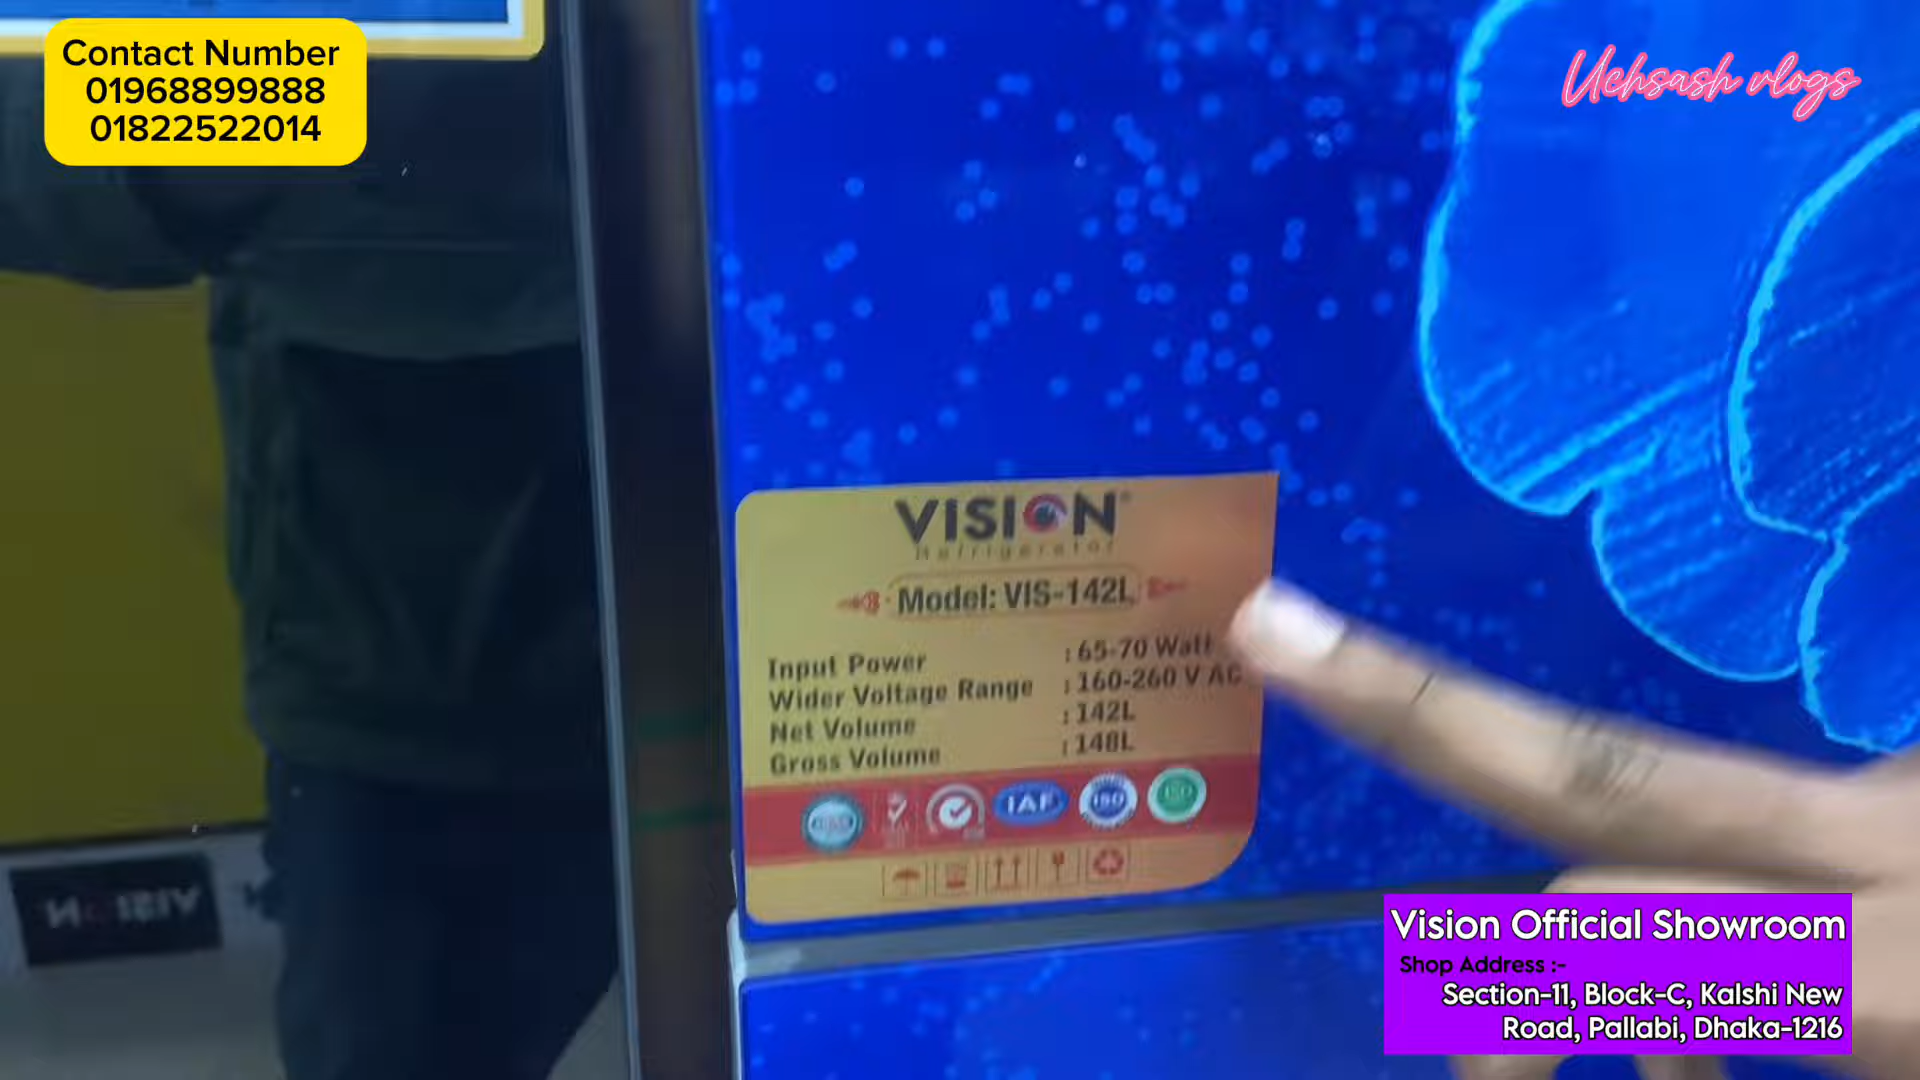 Contact Number
01968899888
01822522014
Uchsash vlogs
VISION
Refrigerator
Model: VIS-142L
Input Power : 65-70 Watt
Wider Voltage Range : 160-260 V AC
Net Volume : 142L
Gross Volume : 148L
IAF
ISO
ISO
VISION
Vision Official Showroom
Shop Address :-
Section-11, Block-C, Kalshi New
Road, Pallabi, Dhaka-1216